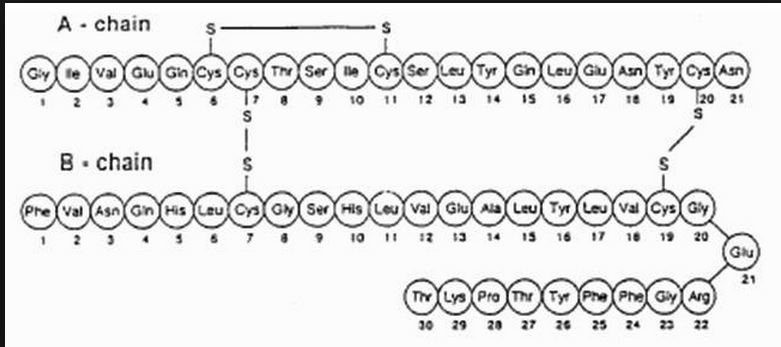 A - chain
S S
Gly Ile Val Glu Gln Cys Cys Thr Ser Ile Cys Ser Leu Tyr Gln Leu Glu Asn Tyr Cys Asn
1 2 3 4 5 6 7 8 9 10 11 12 13 14 15 16 17 18 19 20 21
S S
B - chain
S S
Phe Val Asn Gln His Leu Cys Gly Ser His Leu Val Glu Ala Leu Tyr Leu Val Cys Gly
1 2 3 4 5 6 7 8 9 10 11 12 13 14 15 16 17 18 19 20
Glu
21
Thr Lys Pro Thr Tyr Phe Phe Gly Arg
30 29 28 27 26 25 24 23 22